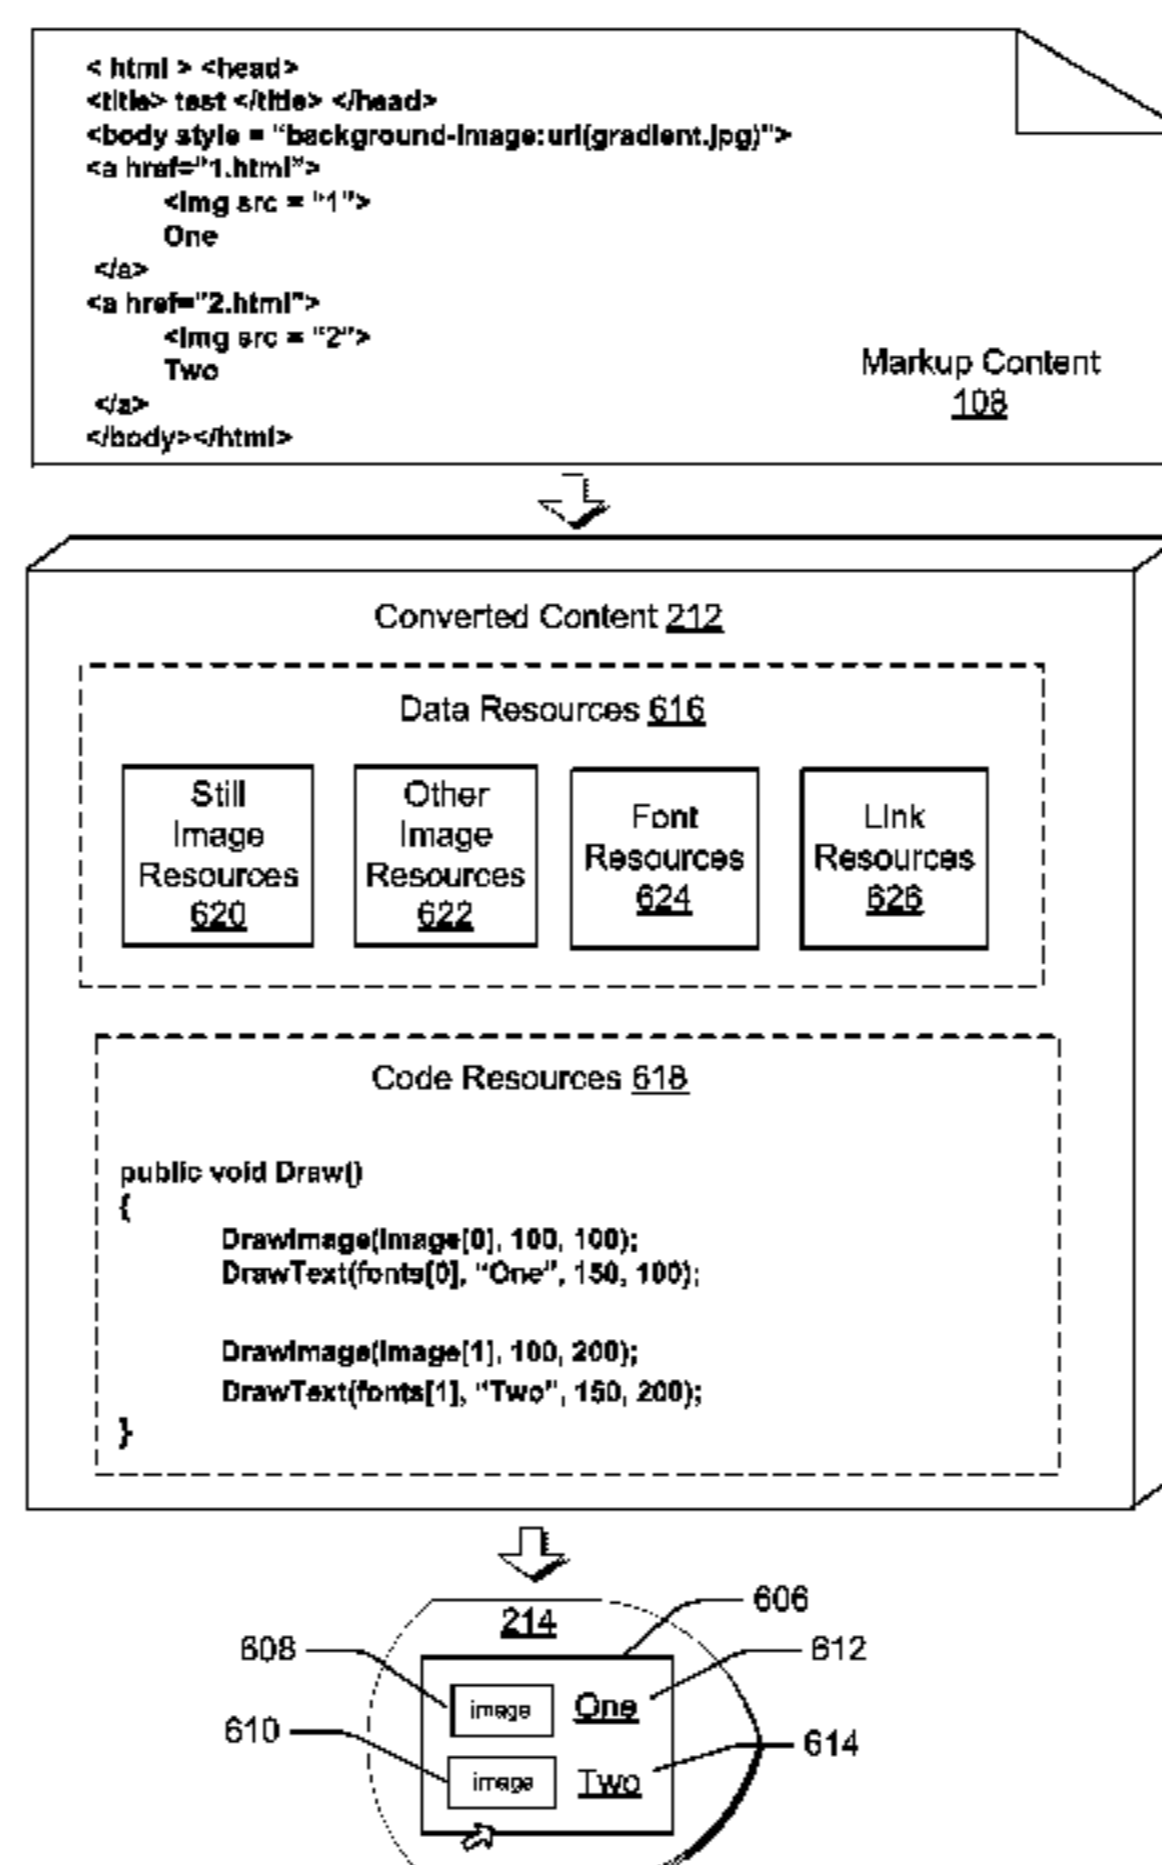 < html > <head>
<title> test </title> </head>
<body style = "background-image:url(gradient.jpg)">
<a href="1.html">
<img src = "1">
One
</a>
<a href="2.html">
<img src = "2">
Two
</a>
</body></html>
Markup Content
108
Converted Content 212
Data Resources 616
Still
Image
Resources
620
Other
Image
Resources
622
Font
Resources
624
Link
Resources
626
Code Resources 618
public void Draw()
{
DrawImage(Image[0], 100, 100);
DrawText(fonts[0], "One", 150, 100);
DrawImage(Image[1], 100, 200);
DrawText(fonts[1], "Two", 150, 200);
}
214
606
608
612
image One
610
614
image Two